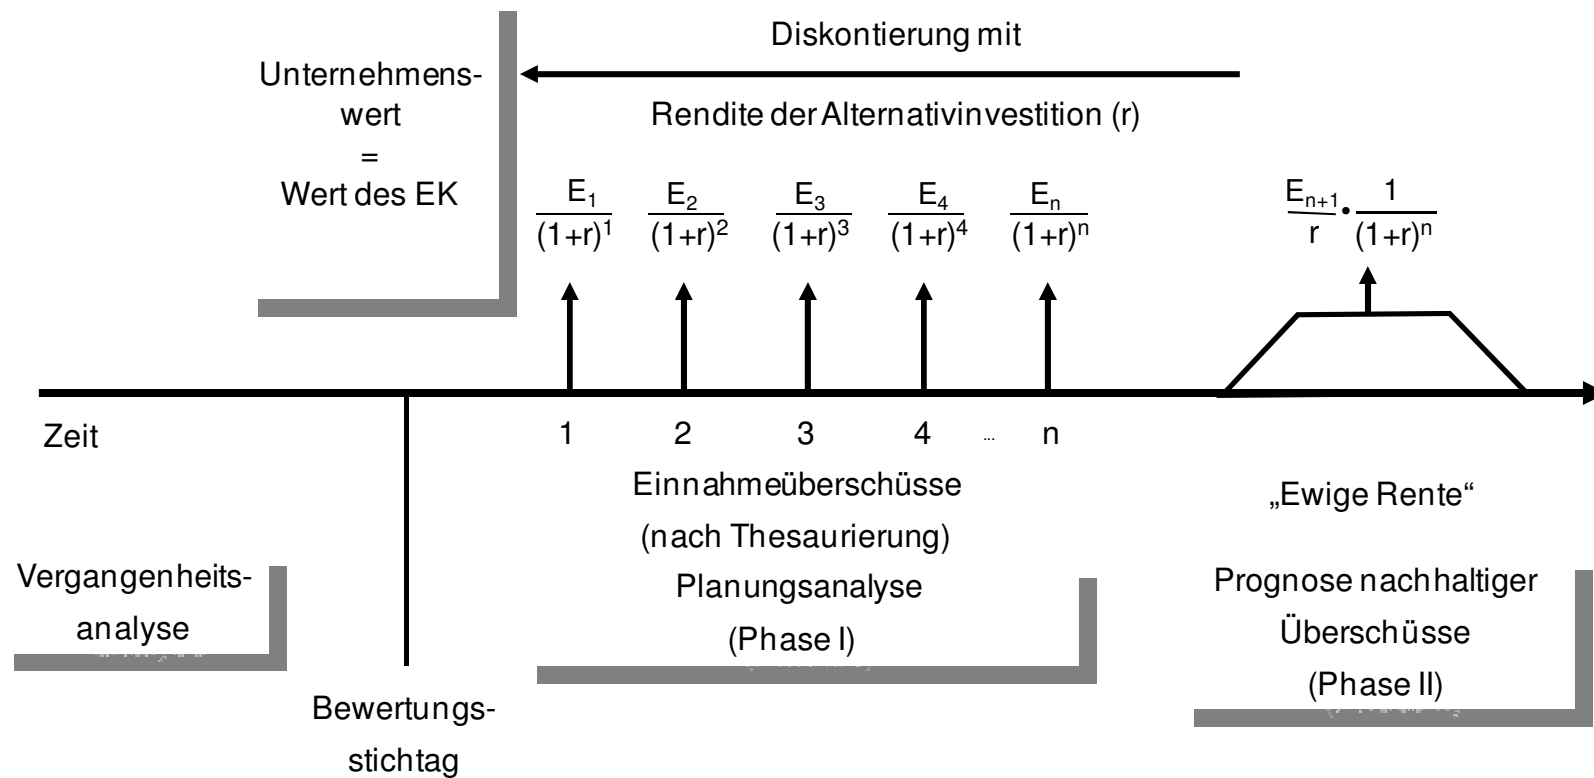 Diskontierung mit
Unternehmens-
wert
=
Wert des EK
Rendite der Alternativinvestition (r)
E₁ E₂ E₃ E₄ Eₙ Eₙ₊₁ • 1
(1+r)¹ (1+r)² (1+r)³ (1+r)⁴ (1+r)ⁿ r (1+r)ⁿ
Zeit 1 2 3 4 ... n
Einnahmeüberschüsse
(nach Thesaurierung)
Planungsanalyse
(Phase I)
„Ewige Rente“
Vergangenheits-
analyse
Prognose nachhaltiger
Überschüsse
(Phase II)
Bewertungs-
stichtag